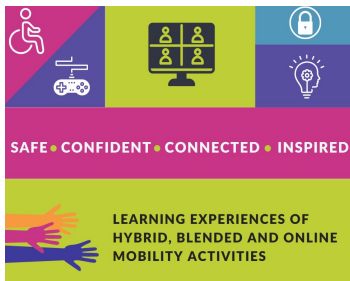 SAFE • CONFIDENT • CONNECTED • INSPIRED
LEARNING EXPERIENCES OF
HYBRID, BLENDED AND ONLINE
MOBILITY ACTIVITIES